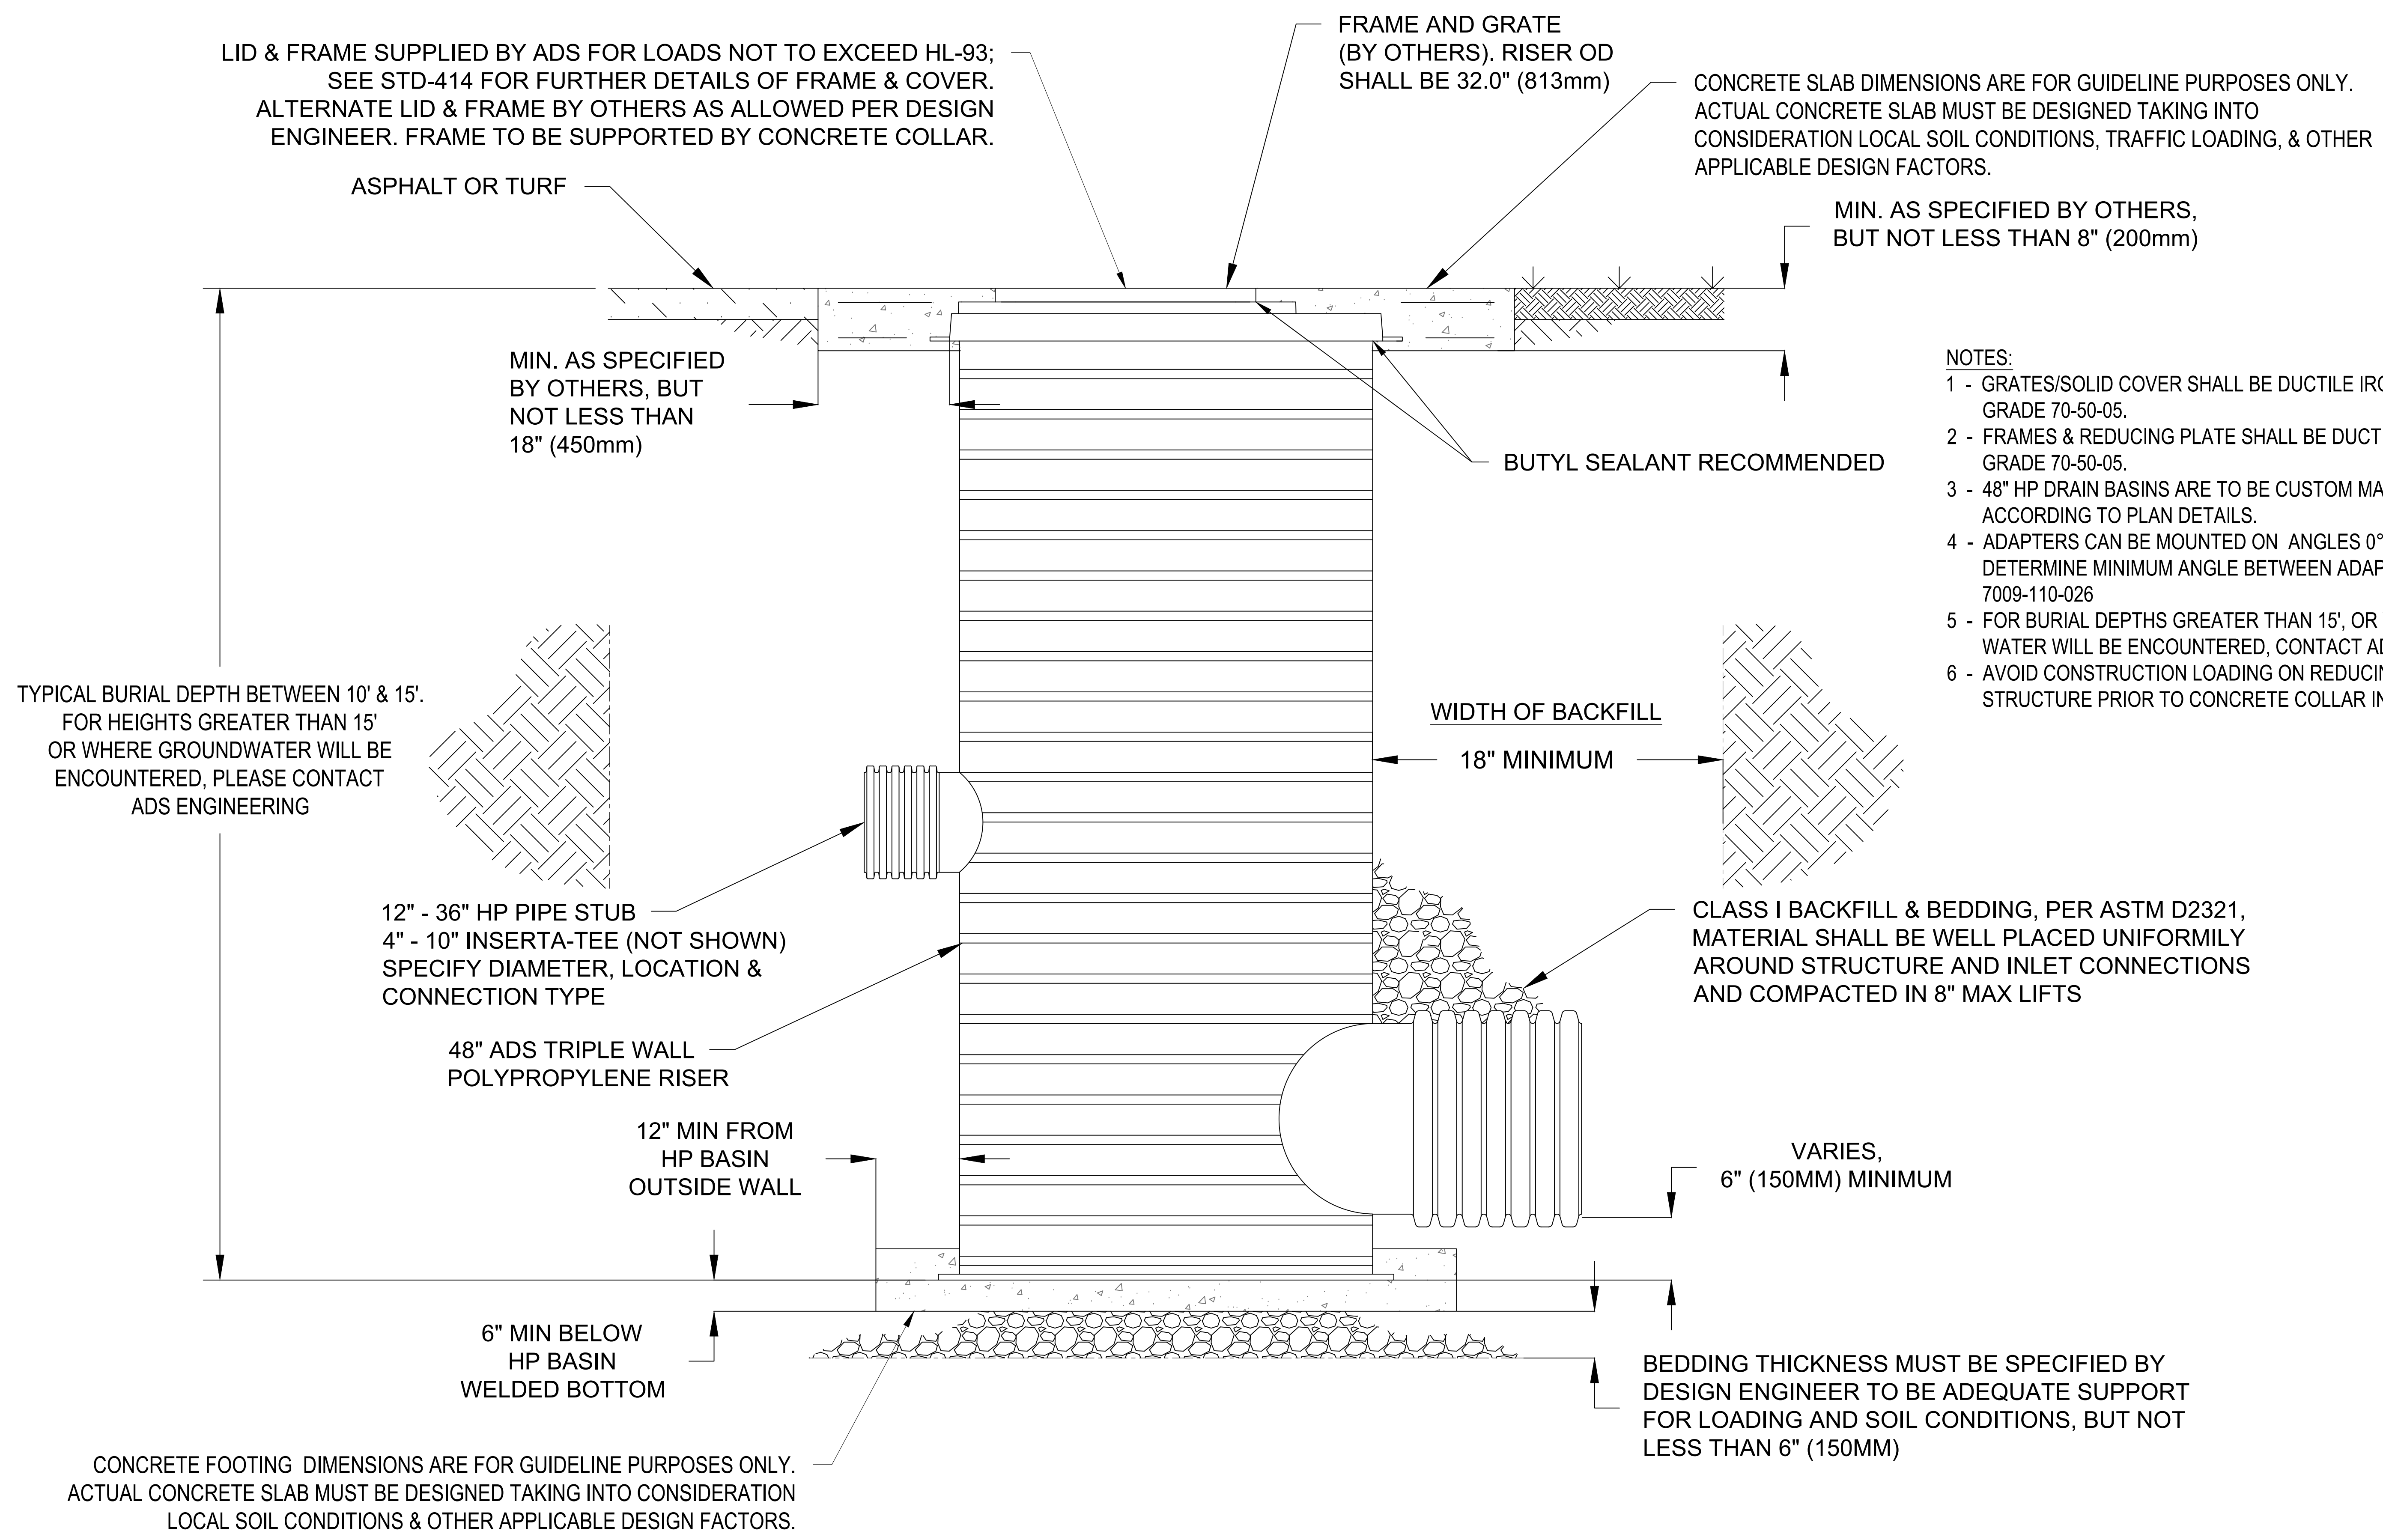 LID & FRAME SUPPLIED BY ADS FOR LOADS NOT TO EXCEED HL-93;
SEE STD-414 FOR FURTHER DETAILS OF FRAME & COVER.
ALTERNATE LID & FRAME BY OTHERS AS ALLOWED PER DESIGN
ENGINEER. FRAME TO BE SUPPORTED BY CONCRETE COLLAR.
FRAME AND GRATE
(BY OTHERS). RISER OD
SHALL BE 32.0" (813mm)
CONCRETE SLAB DIMENSIONS ARE FOR GUIDELINE PURPOSES ONLY.
ACTUAL CONCRETE SLAB MUST BE DESIGNED TAKING INTO
CONSIDERATION LOCAL SOIL CONDITIONS, TRAFFIC LOADING, & OTHER
APPLICABLE DESIGN FACTORS.
ASPHALT OR TURF
MIN. AS SPECIFIED BY OTHERS,
BUT NOT LESS THAN 8" (200mm)
MIN. AS SPECIFIED
BY OTHERS, BUT
NOT LESS THAN
18" (450mm)
BUTYL SEALANT RECOMMENDED
NOTES:
1 - GRATES/SOLID COVER SHALL BE DUCTILE
GRADE 70-50-05.
2 - FRAMES & REDUCING PLATE SHALL BE
GRADE 70-50-05.
3 - 48" HP DRAIN BASINS ARE TO BE CUSTOM
ACCORDING TO PLAN DETAILS.
4 - ADAPTERS CAN BE MOUNTED ON ANGLES 0°
DETERMINE MINIMUM ANGLE BETWEEN
7009-110-026
5 - FOR BURIAL DEPTHS GREATER THAN 15', OR
WATER WILL BE ENCOUNTERED, CONTACT
6 - AVOID CONSTRUCTION LOADING ON
STRUCTURE PRIOR TO CONCRETE COLLAR
TYPICAL BURIAL DEPTH BETWEEN 10' & 15'.
FOR HEIGHTS GREATER THAN 15'
OR WHERE GROUNDWATER WILL BE
ENCOUNTERED, PLEASE CONTACT
ADS ENGINEERING
WIDTH OF BACKFILL
18" MINIMUM
12" - 36" HP PIPE STUB
4" - 10" INSERTA-TEE (NOT SHOWN)
SPECIFY DIAMETER, LOCATION &
CONNECTION TYPE
CLASS I BACKFILL & BEDDING, PER ASTM D2321,
MATERIAL SHALL BE WELL PLACED UNIFORMILY
AROUND STRUCTURE AND INLET CONNECTIONS
AND COMPACTED IN 8" MAX LIFTS
48" ADS TRIPLE WALL
POLYPROPYLENE RISER
12" MIN FROM
HP BASIN
OUTSIDE WALL
VARIES,
6" (150MM) MINIMUM
6" MIN BELOW
HP BASIN
WELDED BOTTOM
BEDDING THICKNESS MUST BE SPECIFIED BY
DESIGN ENGINEER TO BE ADEQUATE SUPPORT
FOR LOADING AND SOIL CONDITIONS, BUT NOT
LESS THAN 6" (150MM)
CONCRETE FOOTING DIMENSIONS ARE FOR GUIDELINE PURPOSES ONLY.
ACTUAL CONCRETE SLAB MUST BE DESIGNED TAKING INTO CONSIDERATION
LOCAL SOIL CONDITIONS & OTHER APPLICABLE DESIGN FACTORS.